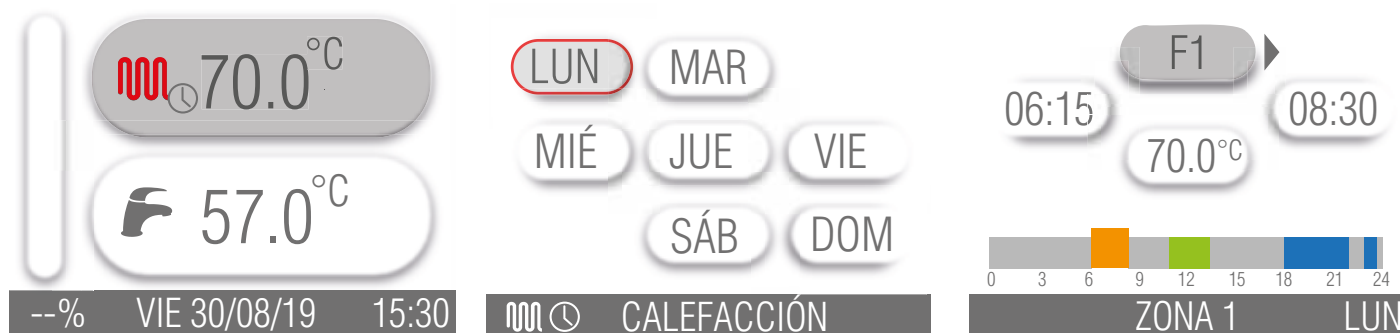 70.0°C
57.0°C
--% VIE 30/08/19 15:30
LUN MAR
MIÉ JUE VIE
SÁB DOM
CALEFACCIÓN
F1
06:15 08:30
70.0°C
0 3 6 9 12 15 18 21 24
ZONA 1 LUN